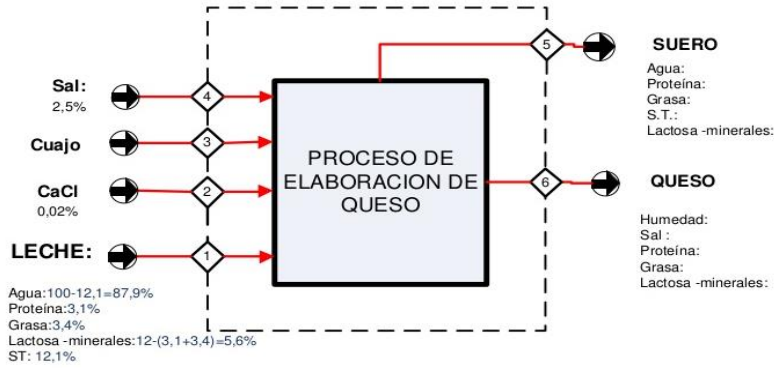 Sal:
2,5%
Cuajo
CaCl
0,02%
LECHE:
Agua:100-12,1=87,9%
Proteína:3,1%
Grasa:3,4%
Lactosa -minerales:12-(3,1+3,4)=5,6%
ST: 12,1%
4
3
2
1
PROCESO DE
ELABORACION DE
QUESO
5
6
SUERO
Agua:
Proteína:
Grasa:
S.T.:
Lactosa -minerales:
QUESO
Humedad:
Sal :
Proteína:
Grasa:
Lactosa -minerales: